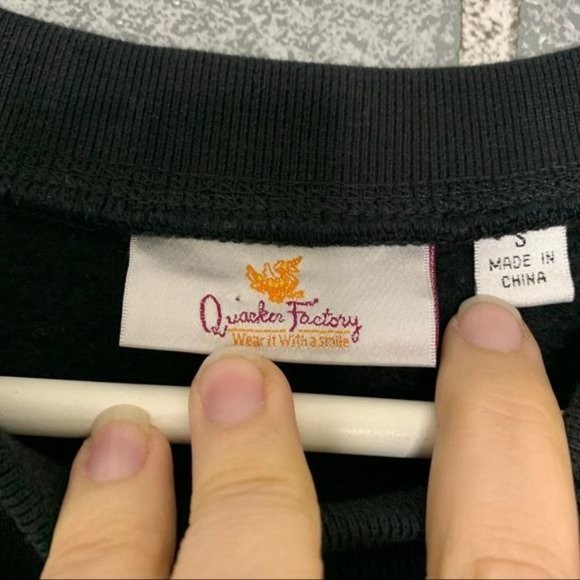 Quacker Factory
Wear it With a smile
S
MADE IN
CHINA